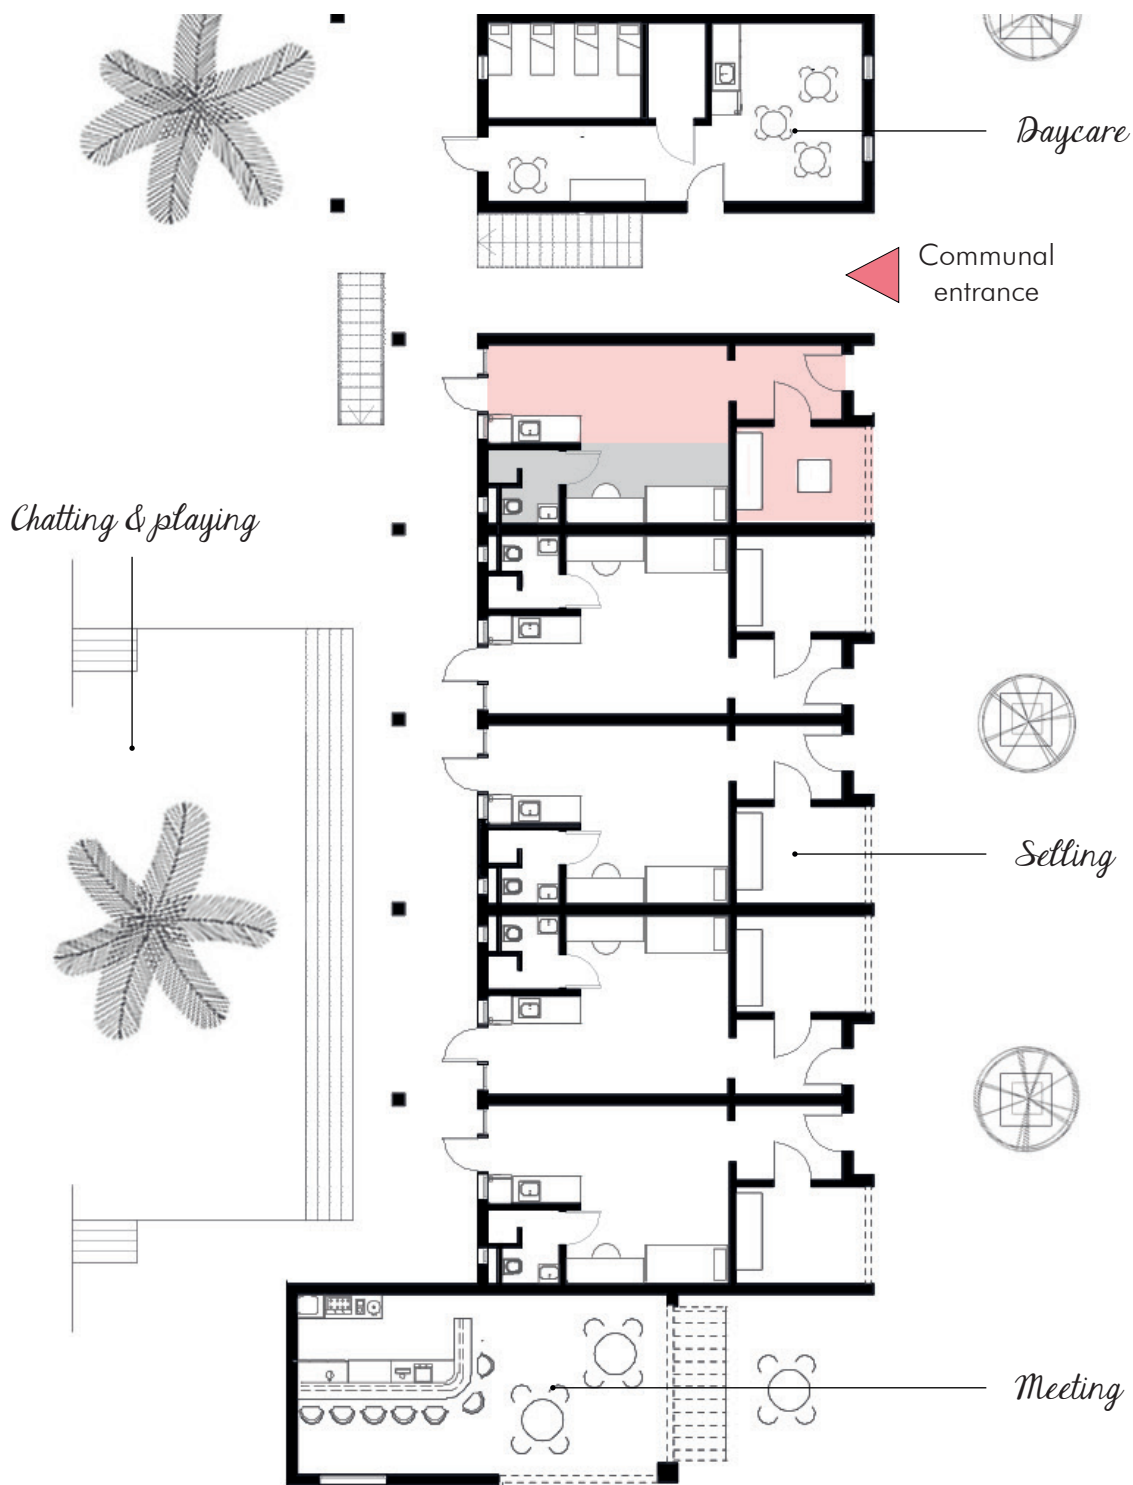 Daycare
Communal
entrance
Chatting & playing
Selling
Meeting